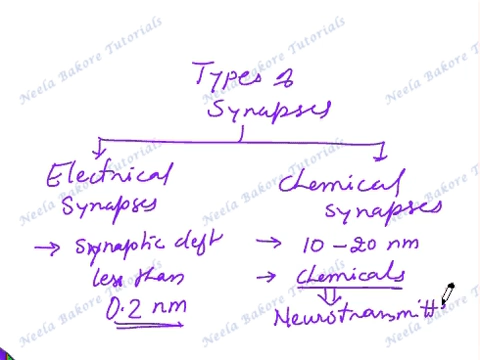 Neela Bakore Tutorials
Types of
Synapses
Electrical
Synapses
Chemical
Synapses
→ Synaptic cleft
less than
0.2 nm
→ 10-20 nm
→ Chemicals
Neurotransmitt